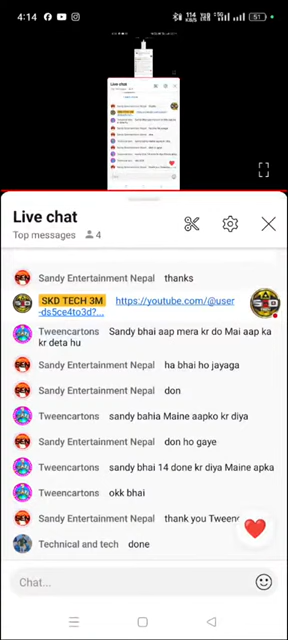 4:14
114
KB/S
51
Live chat
Top messages 4
Sandy Entertainment Nepal thanks
SKD TECH 3M https://youtube.com/@user
-ds5ce4to3d?...
Tweencartons Sandy bhai aap mera kr do Mai aap ka
kr deta hu
Sandy Entertainment Nepal ha bhai ho jayaga
Sandy Entertainment Nepal don
Tweencartons sandy bahia Maine aapko kr diya
Sandy Entertainment Nepal don ho gaye
Tweencartons sandy bhai 14 done kr diya Maine apka
Tweencartons okk bhai
Sandy Entertainment Nepal thank you Tweenc
Technical and tech done
Chat...